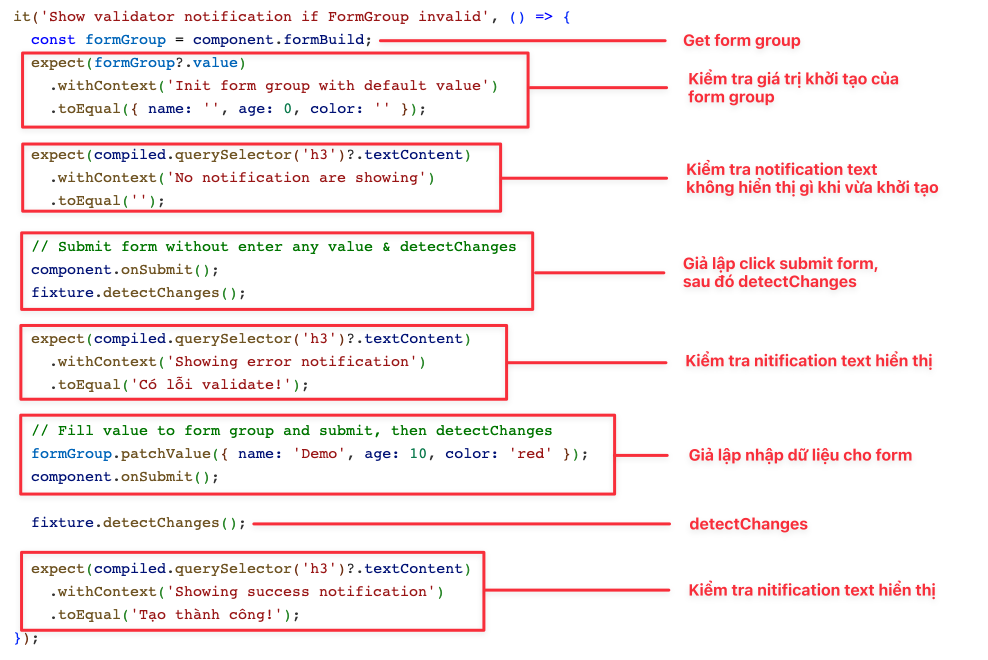 it('Show validator notification if FormGroup invalid', () => {
const formGroup = component.formBuild;
Get form group
expect(formGroup?.value)
.withContext('Init form group with default value')
.toEqual({ name: '', age: 0, color: '' });
Kiểm tra giá trị khởi tạo của
form group
expect(compiled.querySelector('h3')?.textContent)
.withContext('No notification are showing')
.toEqual('');
Kiểm tra notification text
không hiển thị gì khi vừa khởi tạo
// Submit form without enter any value & detectChanges
component.onSubmit();
fixture.detectChanges();
Giả lập click submit form,
sau đó detectChanges
expect(compiled.querySelector('h3')?.textContent)
.withContext('Showing error notification')
.toEqual('Có lỗi validate!');
Kiểm tra nitification text hiển thị
// Fill value to form group and submit, then detectChanges
formGroup.patchValue({ name: 'Demo', age: 10, color: 'red' });
component.onSubmit();
Giả lập nhập dữ liệu cho form
fixture.detectChanges();
detectChanges
expect(compiled.querySelector('h3')?.textContent)
.withContext('Showing success notification')
.toEqual('Tạo thành công!');
Kiểm tra nitification text hiển thị
});